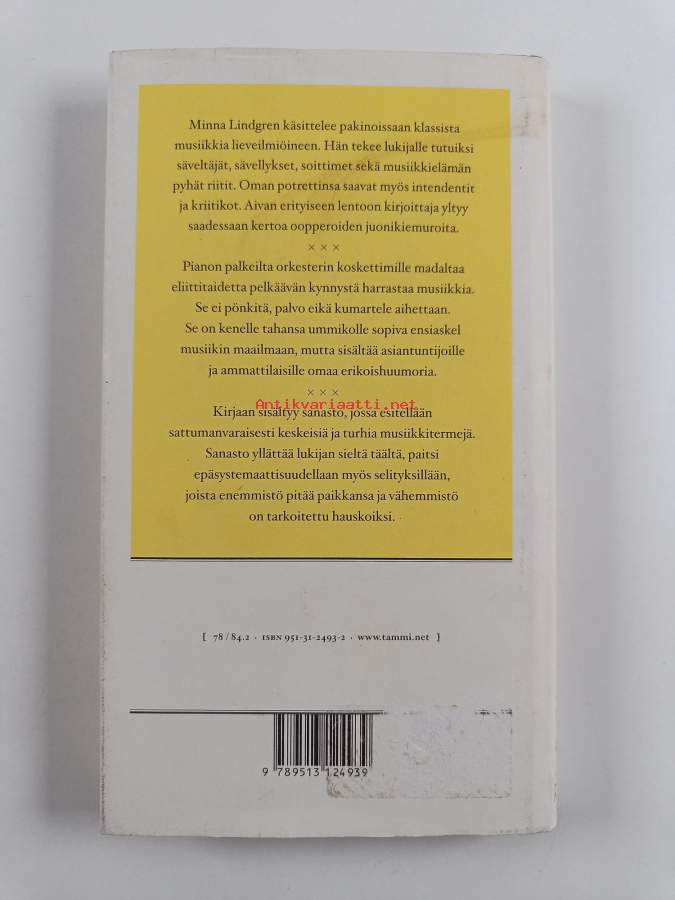 Minna Lindgren käsittelee pakinoissaan klassista
musiikkia lieveilmiöineen. Hän tekee lukijalle tutuiksi
säveltäjät, sävellykset, soittimet sekä musiikkielämän
pyhät riitit. Oman potrettinsa saavat myös intendentit
ja kriitikot. Aivan erityiseen lentoon kirjoittaja yltyy
saadessaan kertoa oopperoiden juonikiemuroita.
× × ×
Pianon palkeilta orkesterin koskettimille madaltaa
eliittitaidetta pelkäävän kynnystä harrastaa musiikkia.
Se ei pönkitä, palvo eikä kumartele aihettaan.
Se on kenelle tahansa ummikolle sopiva ensiaskel
musiikin maailmaan, mutta sisältää asiantuntijoille
ja ammattilaisille omaa erikoishuumoria.
× × ×
Antikvariaatti.net
Kirjaan sisältyy sanasto, jossa esitellään
sattumanvaraisesti keskeisiä ja turhia musiikkitermejä.
Sanasto yllättää lukijan sieltä täältä, paitsi
epäsystemaattisuudellaan myös selityksillään,
joista enemmistö pitää paikkansa ja vähemmistö
on tarkoitettu hauskoiksi.
[ 78 / 84.2 · ISBN 951-31-2493-2 · www.tammi.net ]
9 789513 124939